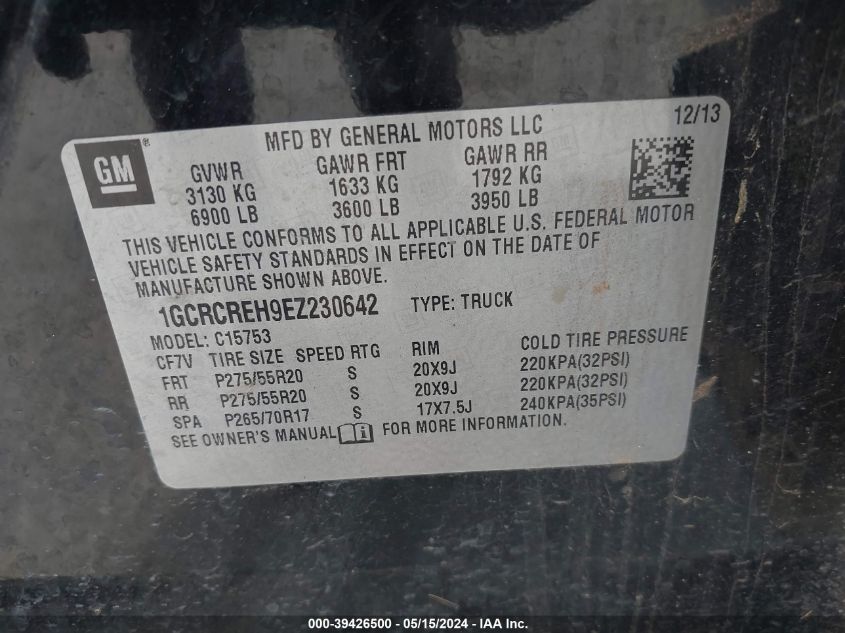 12/13
MFD BY GENERAL MOTORS LLC
GM ®
GVWR GAWR FRT GAWR RR
3130 KG 1633 KG 1792 KG
6900 LB 3600 LB 3950 LB
THIS VEHICLE CONFORMS TO ALL APPLICABLE U.S. FEDERAL MOTOR
VEHICLE SAFETY STANDARDS IN EFFECT ON THE DATE OF
MANUFACTURE SHOWN ABOVE.
1GCRCREH9EZ230642 TYPE: TRUCK
MODEL: C15753
CF7V TIRE SIZE SPEED RTG RIM COLD TIRE PRESSURE
FRT P275/55R20 S 20X9J 220KPA(32PSI)
RR P275/55R20 S 20X9J 220KPA(32PSI)
SPA P265/70R17 S 17X7.5J 240KPA(35PSI)
SEE OWNER'S MANUAL FOR MORE INFORMATION.
000-39426500 - 05/15/2024 - IAA Inc.